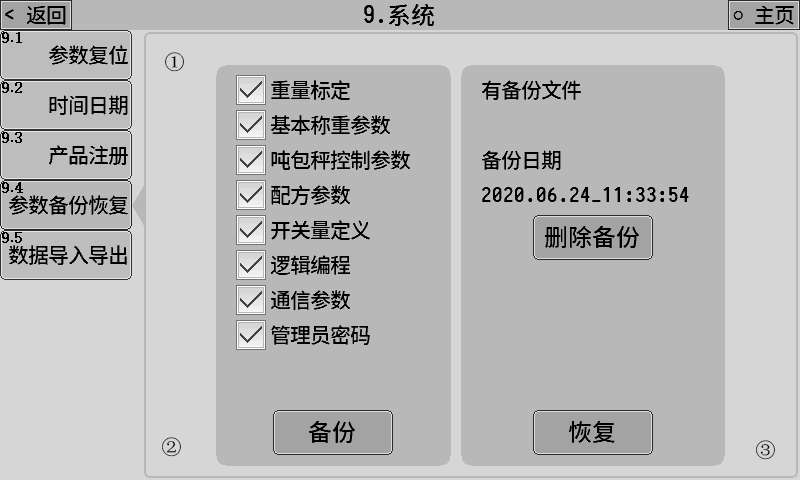 < 返回
9.系统
○ 主页
9.1
参数复位
9.2
时间日期
9.3
产品注册
9.4
参数备份恢复
9.5
数据导入导出
①
重量标定
基本称重参数
吨包秤控制参数
配方参数
开关量定义
逻辑编程
通信参数
管理员密码
备份
②
有备份文件
备份日期
2020.06.24_11:33:54
删除备份
恢复
③